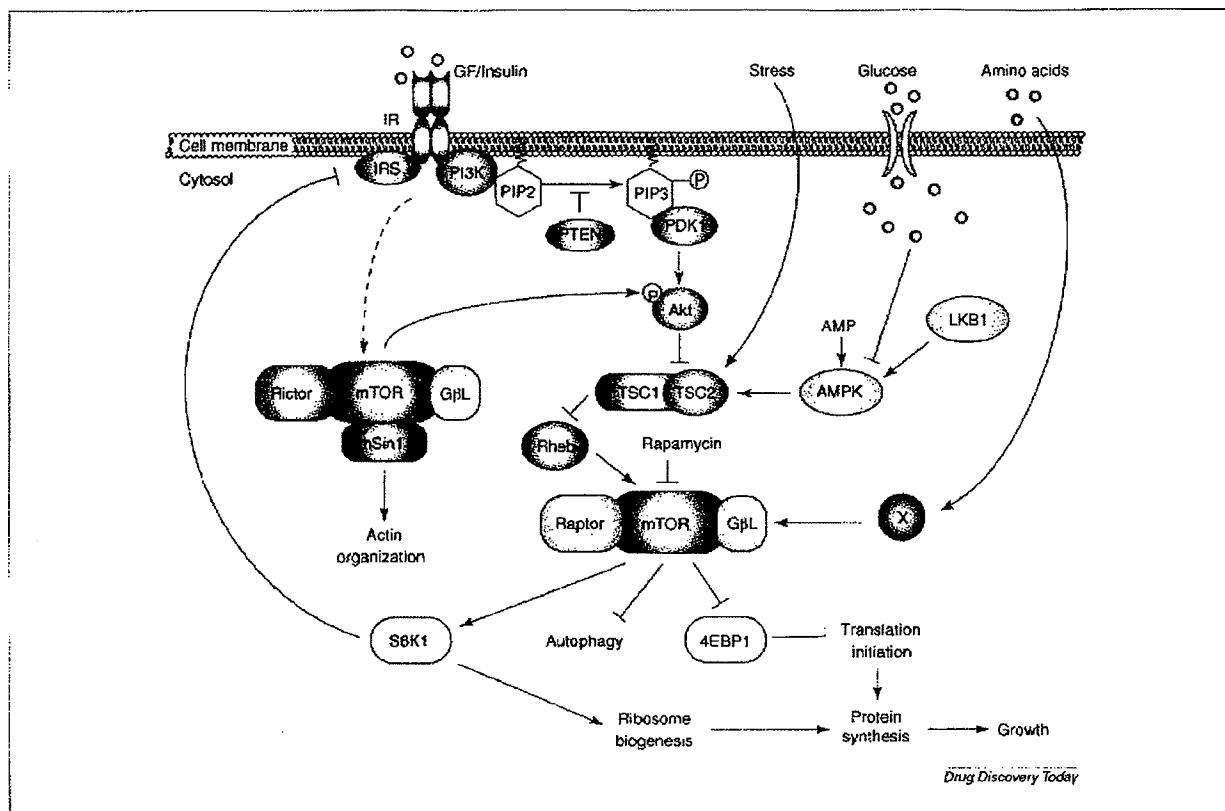 GF/Insulin
Stress
Glucose
Amino acids
IR
Cell membrane
Cytosol
IRS
PI3K
PIP2
PIP3
P
PTEN
PDK1
P
Akt
AMP
LKB1
Rictor
mTOR
GβL
TSC1
TSC2
AMPK
mSin1
Rheb
Rapamycin
Raptor
mTOR
GβL
X
Actin
organization
S6K1
Autophagy
4EBP1
Translation
initiation
Ribosome
biogenesis
Protein
synthesis
Growth
Drug Discovery Today